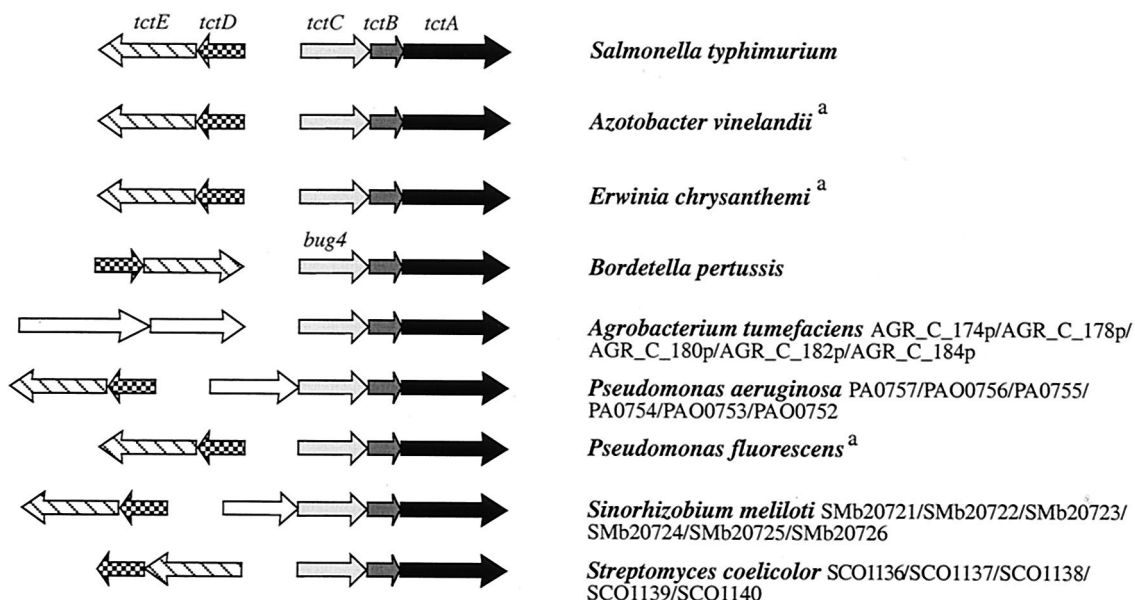 tctE tctD tctC tctB tctA
Salmonella typhimurium
Azotobacter vinelandii a
Erwinia chrysanthemi a
bug4
Bordetella pertussis
Agrobacterium tumefaciens AGR_C_174p/AGR_C_178p/
AGR_C_180p/AGR_C_182p/AGR_C_184p
Pseudomonas aeruginosa PA0757/PAO0756/PA0755/
PA0754/PAO0753/PAO0752
Pseudomonas fluorescens a
Sinorhizobium meliloti SMb20721/SMb20722/SMb20723/
SMb20724/SMb20725/SMb20726
Streptomyces coelicolor SCO1136/SCO1137/SCO1138/
SCO1139/SCO1140